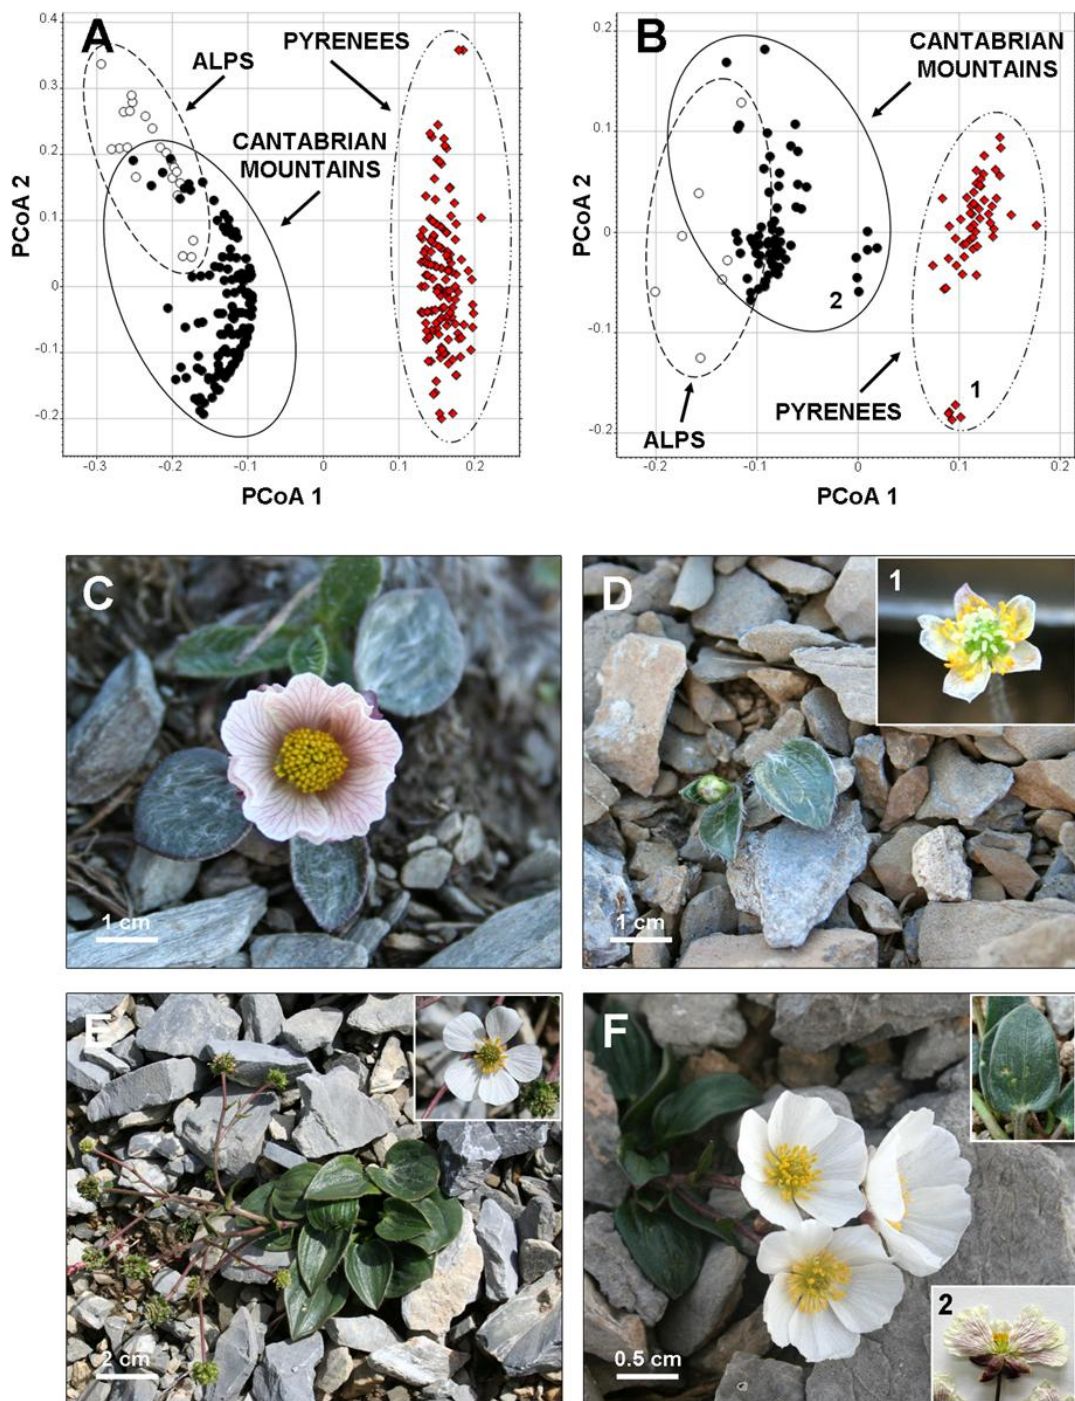 A
PYRENEES
ALPS
CANTABRIAN
MOUNTAINS
0.4
0.3
0.2
0.1
0
-0.1
-0.2
PCoA 2
-0.3
-0.2
-0.1
0
0.1
0.2
PCoA 1
B
CANTABRIAN
MOUNTAINS
2
1
PYRENEES
ALPS
0.2
0.1
0
-0.1
-0.2
PCoA 2
-0.2
-0.1
0
0.1
0.2
PCoA 1
C
1 cm
D
1
1 cm
E
2 cm
F
2
0.5 cm